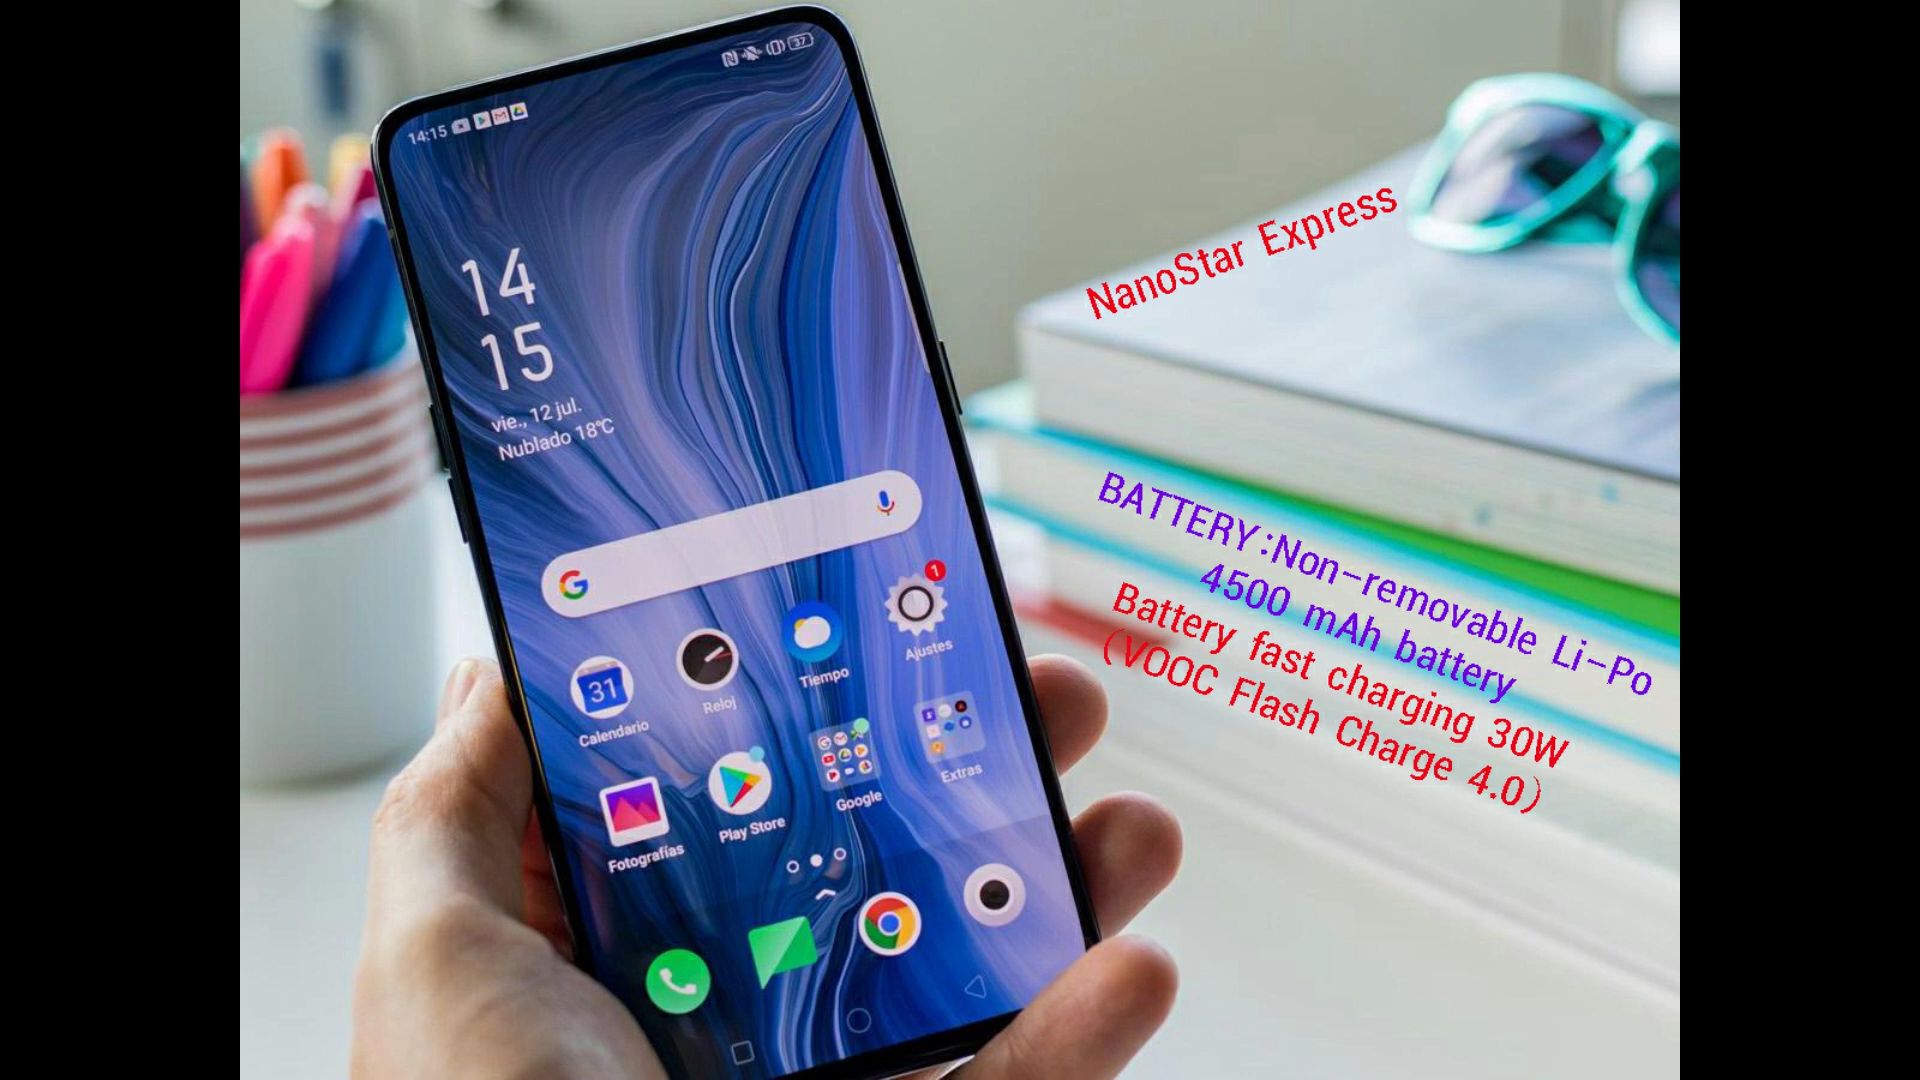 14:15
37
14
15
vie., 12 jul.
Nublado 18°C
G
1
31
Calendario
Reloj
Tiempo
Ajustes
Fotografías
Play Store
Google
Extras
NanoStar Express
BATTERY:Non-removable Li-Po
4500 mAh battery
Battery fast charging 30W
(VOOC Flash Charge 4.0)